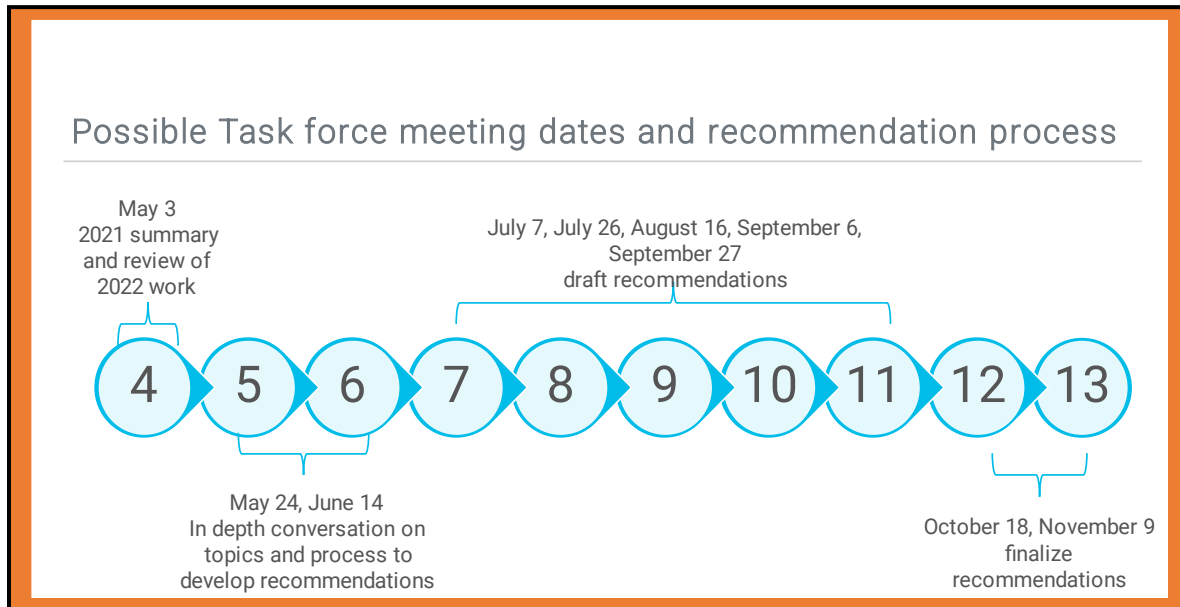 Possible Task force meeting dates and recommendation process
May 3
2021 summary
and review of
2022 work
July 7, July 26, August 16, September 6,
September 27
draft recommendations
4
5
6
7
8
9
10
11
12
13
May 24, June 14
In depth conversation on
topics and process to
develop recommendations
October 18, November 9
finalize
recommendations